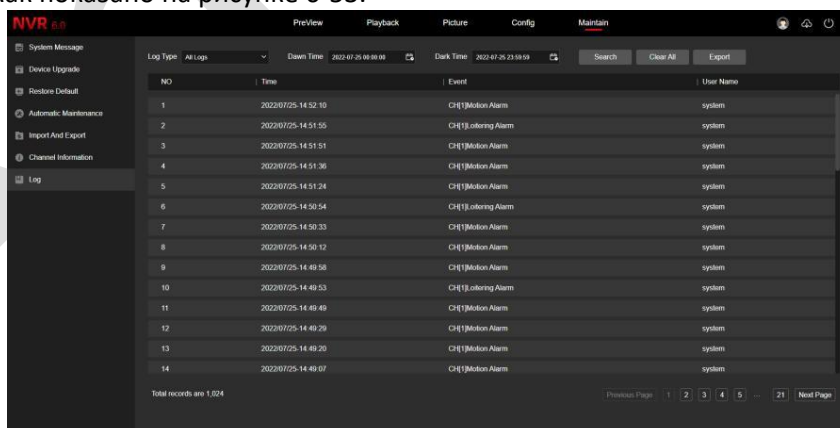 NVR 6.0 PreView Playback Picture Config Maintain
System Message
Device Upgrade
Restore Default
Automatic Maintenance
Import And Export
Channel Information
Log
Log Type All Logs Dawn Time 2022-07-25 00:00:00 Dark Time 2022-07-25 23:59:59 Search Clear All Export
NO Time Event User Name
1 2022/07/25-14:52:10 CH[1]Motion Alarm system
2 2022/07/25-14:51:55 CH[1]Loitering Alarm system
3 2022/07/25-14:51:51 CH[1]Motion Alarm system
4 2022/07/25-14:51:36 CH[1]Motion Alarm system
5 2022/07/25-14:51:24 CH[1]Motion Alarm system
6 2022/07/25-14:50:54 CH[1]Loitering Alarm system
7 2022/07/25-14:50:33 CH[1]Motion Alarm system
8 2022/07/25-14:50:12 CH[1]Motion Alarm system
9 2022/07/25-14:49:58 CH[1]Motion Alarm system
10 2022/07/25-14:49:53 CH[1]Loitering Alarm system
11 2022/07/25-14:49:49 CH[1]Motion Alarm system
12 2022/07/25-14:49:29 CH[1]Motion Alarm system
13 2022/07/25-14:49:20 CH[1]Motion Alarm system
14 2022/07/25-14:49:07 CH[1]Motion Alarm system
Total records are 1,024 Previous Page 1 2 3 4 5 ... 21 Next Page